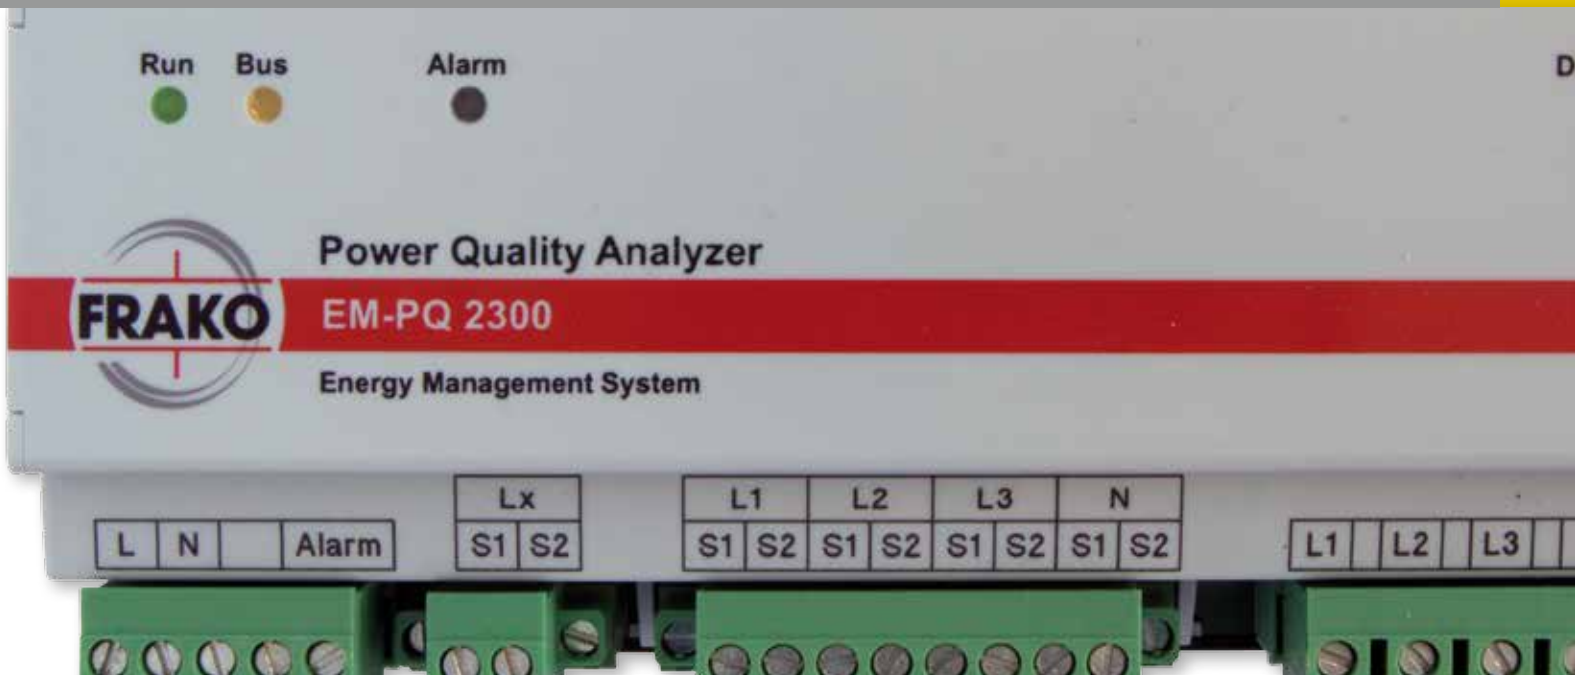 Run Bus Alarm D
Power Quality Analyzer
FRAKO
EM-PQ 2300
Energy Management System
Lx L1 L2 L3 N
L N Alarm S1 S2 S1 S2 S1 S2 S1 S2 S1 S2 L1 L2 L3